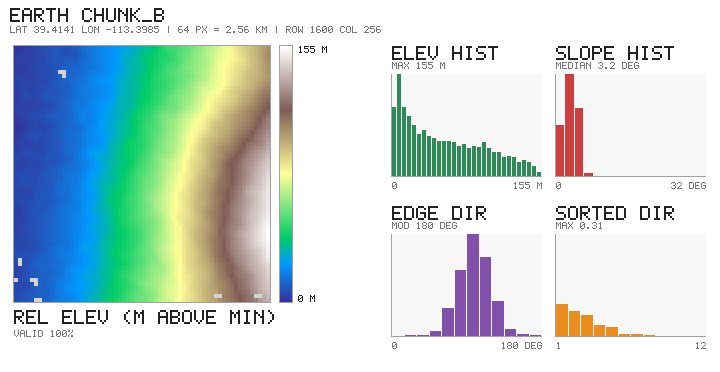 EARTH CHUNK_B
LAT 39.4141 LON -113.3985 | 64 PX = 2.56 KM | ROW 1600 COL 256
155 M
0 M
REL ELEV (M ABOVE MIN)
VALID 100%
ELEV HIST
MAX 155 M
0 155 M
SLOPE HIST
MEDIAN 3.2 DEG
0 32 DEG
EDGE DIR
MOD 180 DEG
0 180 DEG
SORTED DIR
MAX 0.31
1 12